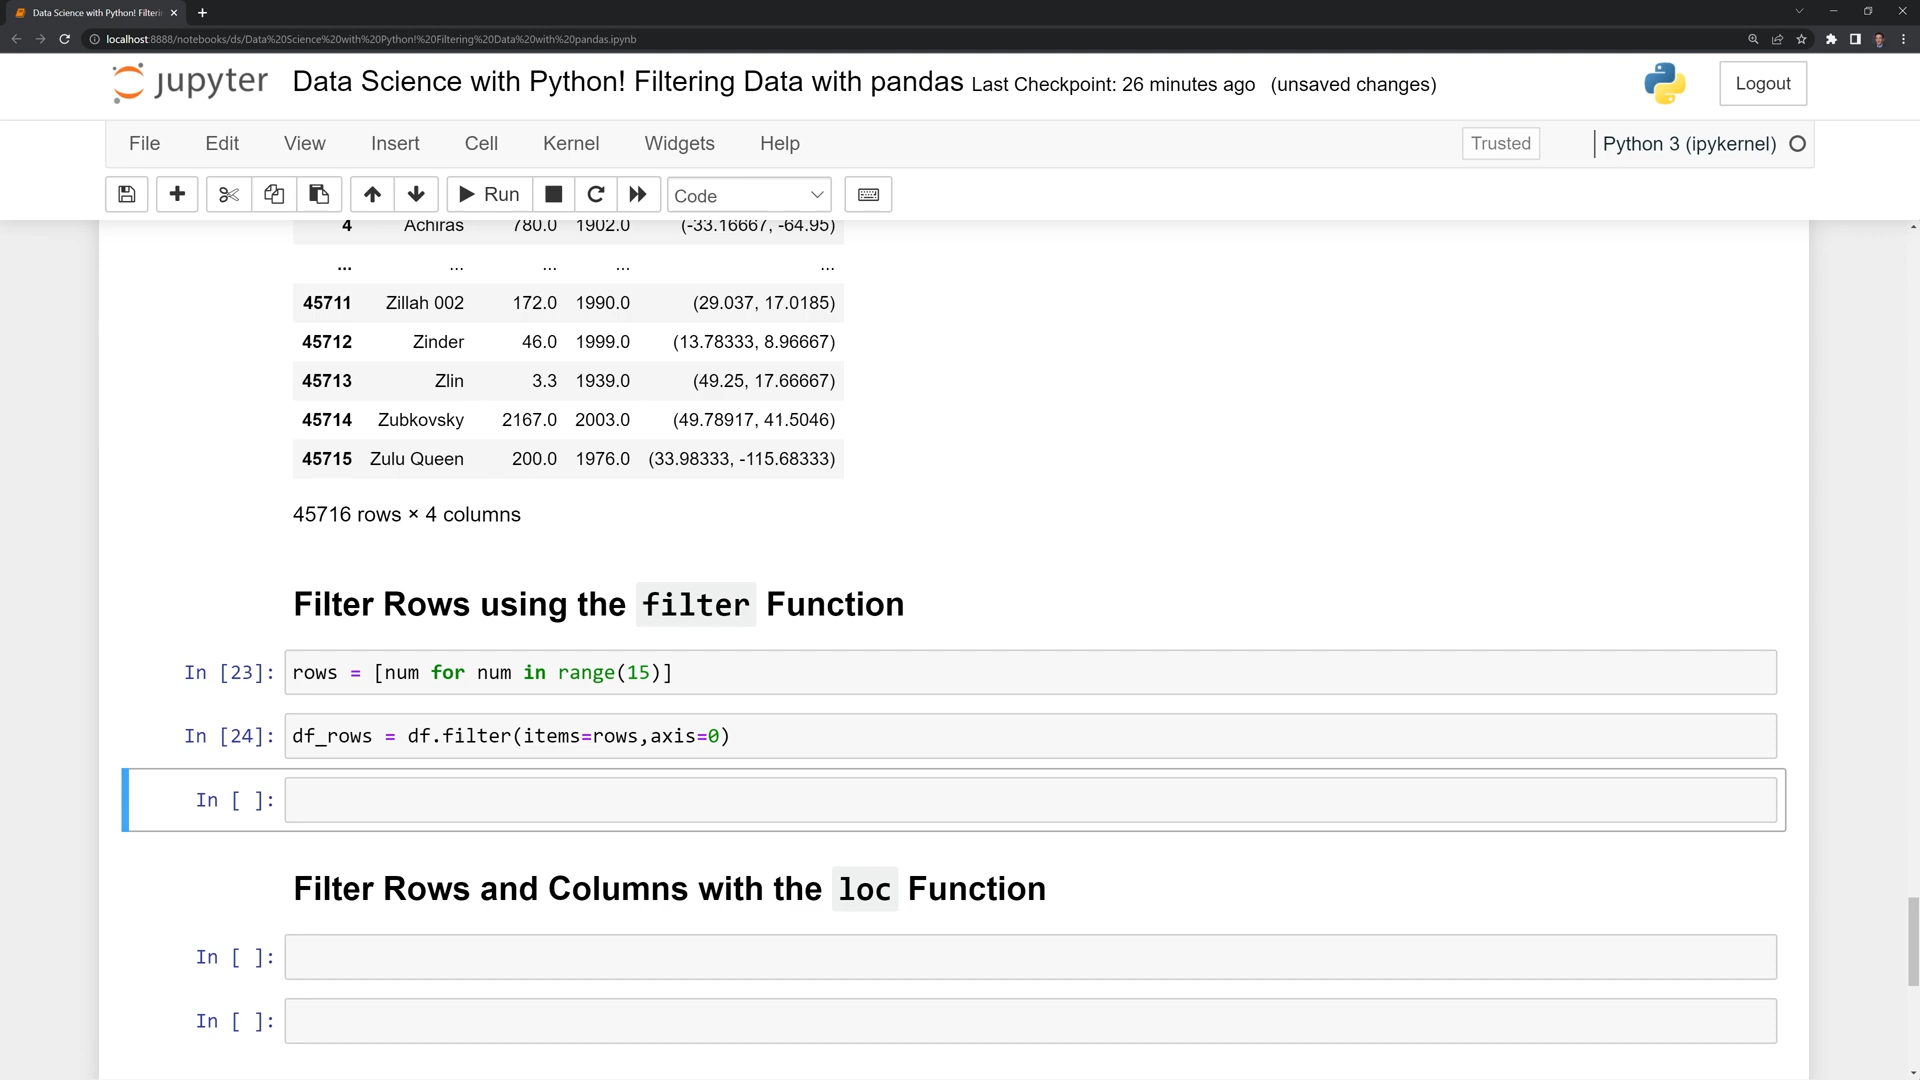 Data Science with Python! Filterin
localhost:8888/notebooks/ds/Data%20Science%20with%20Python!%20Filtering%20Data%20with%20pandas.ipynb
jupyter Data Science with Python! Filtering Data with pandas Last Checkpoint: 26 minutes ago (unsaved changes) Logout
File Edit View Insert Cell Kernel Widgets Help Trusted Python 3 (ipykernel)
Run Code
4 Achiras 780.0 1902.0 (-33.16667, -64.95)
... ... ... ... ...
45711 Zillah 002 172.0 1990.0 (29.037, 17.0185)
45712 Zinder 46.0 1999.0 (13.78333, 8.96667)
45713 Zlin 3.3 1939.0 (49.25, 17.66667)
45714 Zubkovsky 2167.0 2003.0 (49.78917, 41.5046)
45715 Zulu Queen 200.0 1976.0 (33.98333, -115.68333)
45716 rows × 4 columns
Filter Rows using the filter Function
In [23]: rows = [num for num in range(15)]
In [24]: df_rows = df.filter(items=rows,axis=0)
In [ ]:
Filter Rows and Columns with the loc Function
In [ ]:
In [ ]: